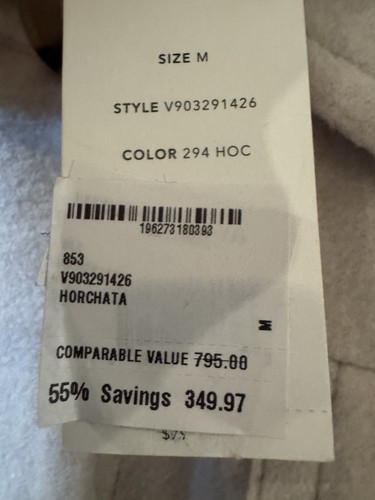 SIZE M
STYLE V903291426
COLOR 294 HOC
196273180393
853
V903291426
HORCHATA
M
COMPARABLE VALUE 795.00
55% Savings 349.97